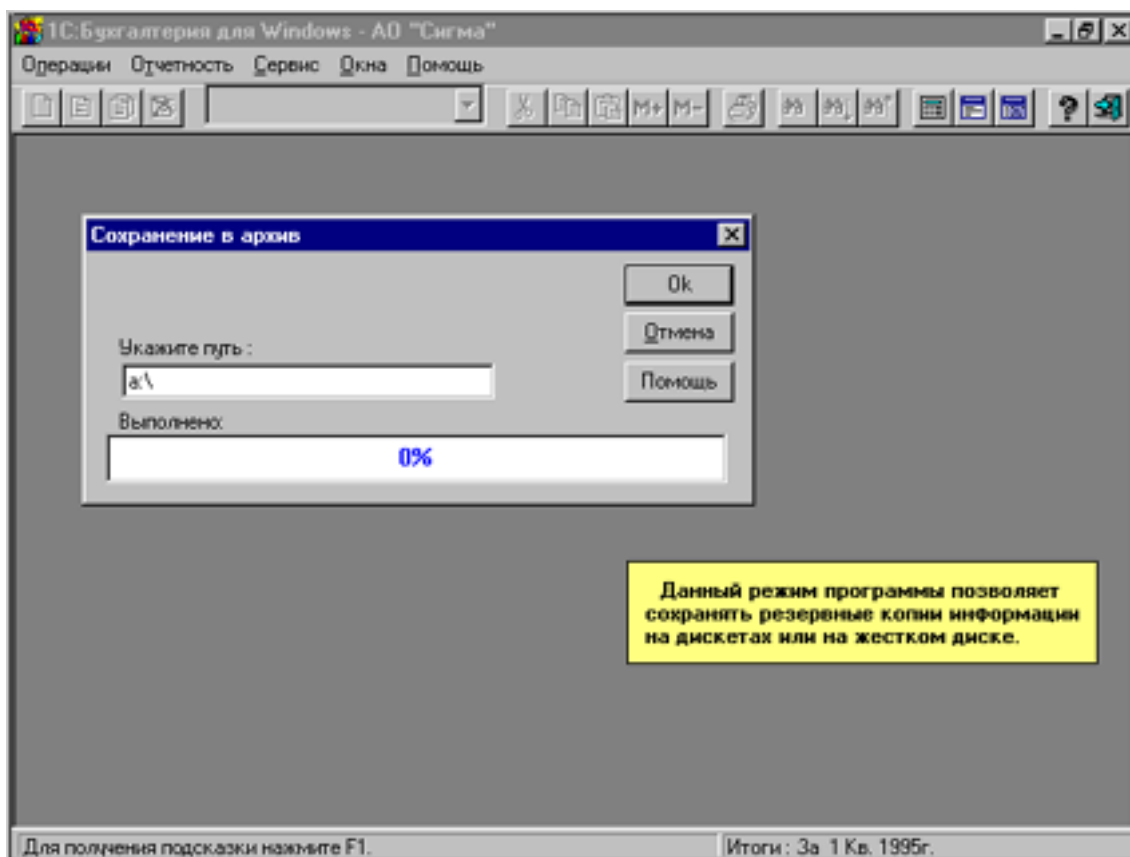 1С:Бухгалтерия для Windows - АО "Сигма"
Операции Отчетность Сервис Окна Помощь
M+ M-
Сохранение в архив
Ok
Отмена
Укажите путь :
Помощь
a:\
Выполнено:
0%
Данный режим программы позволяет
сохранять резервные копии информации
на дискетах или на жестком диске.
Для получения подсказки нажмите F1.
Итоги : За 1 Кв. 1995г.